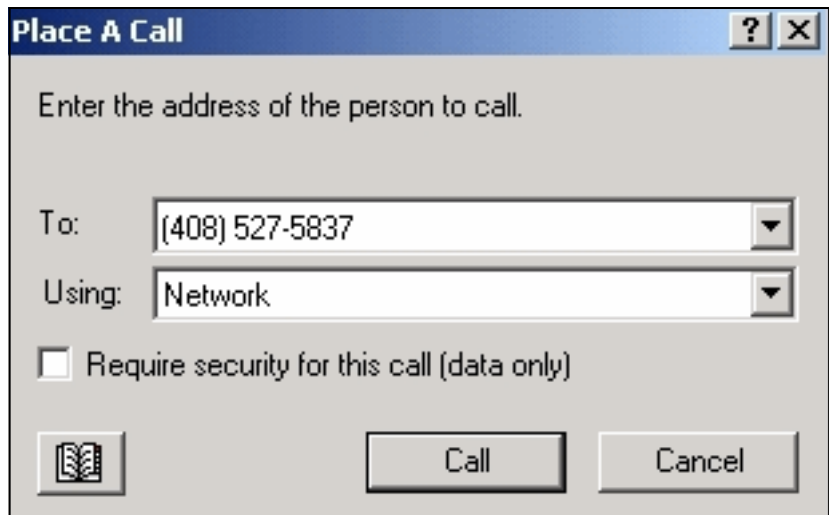 Place A Call
Enter the address of the person to call.
To: (408) 527-5837
Using: Network
Require security for this call (data only)
Call Cancel